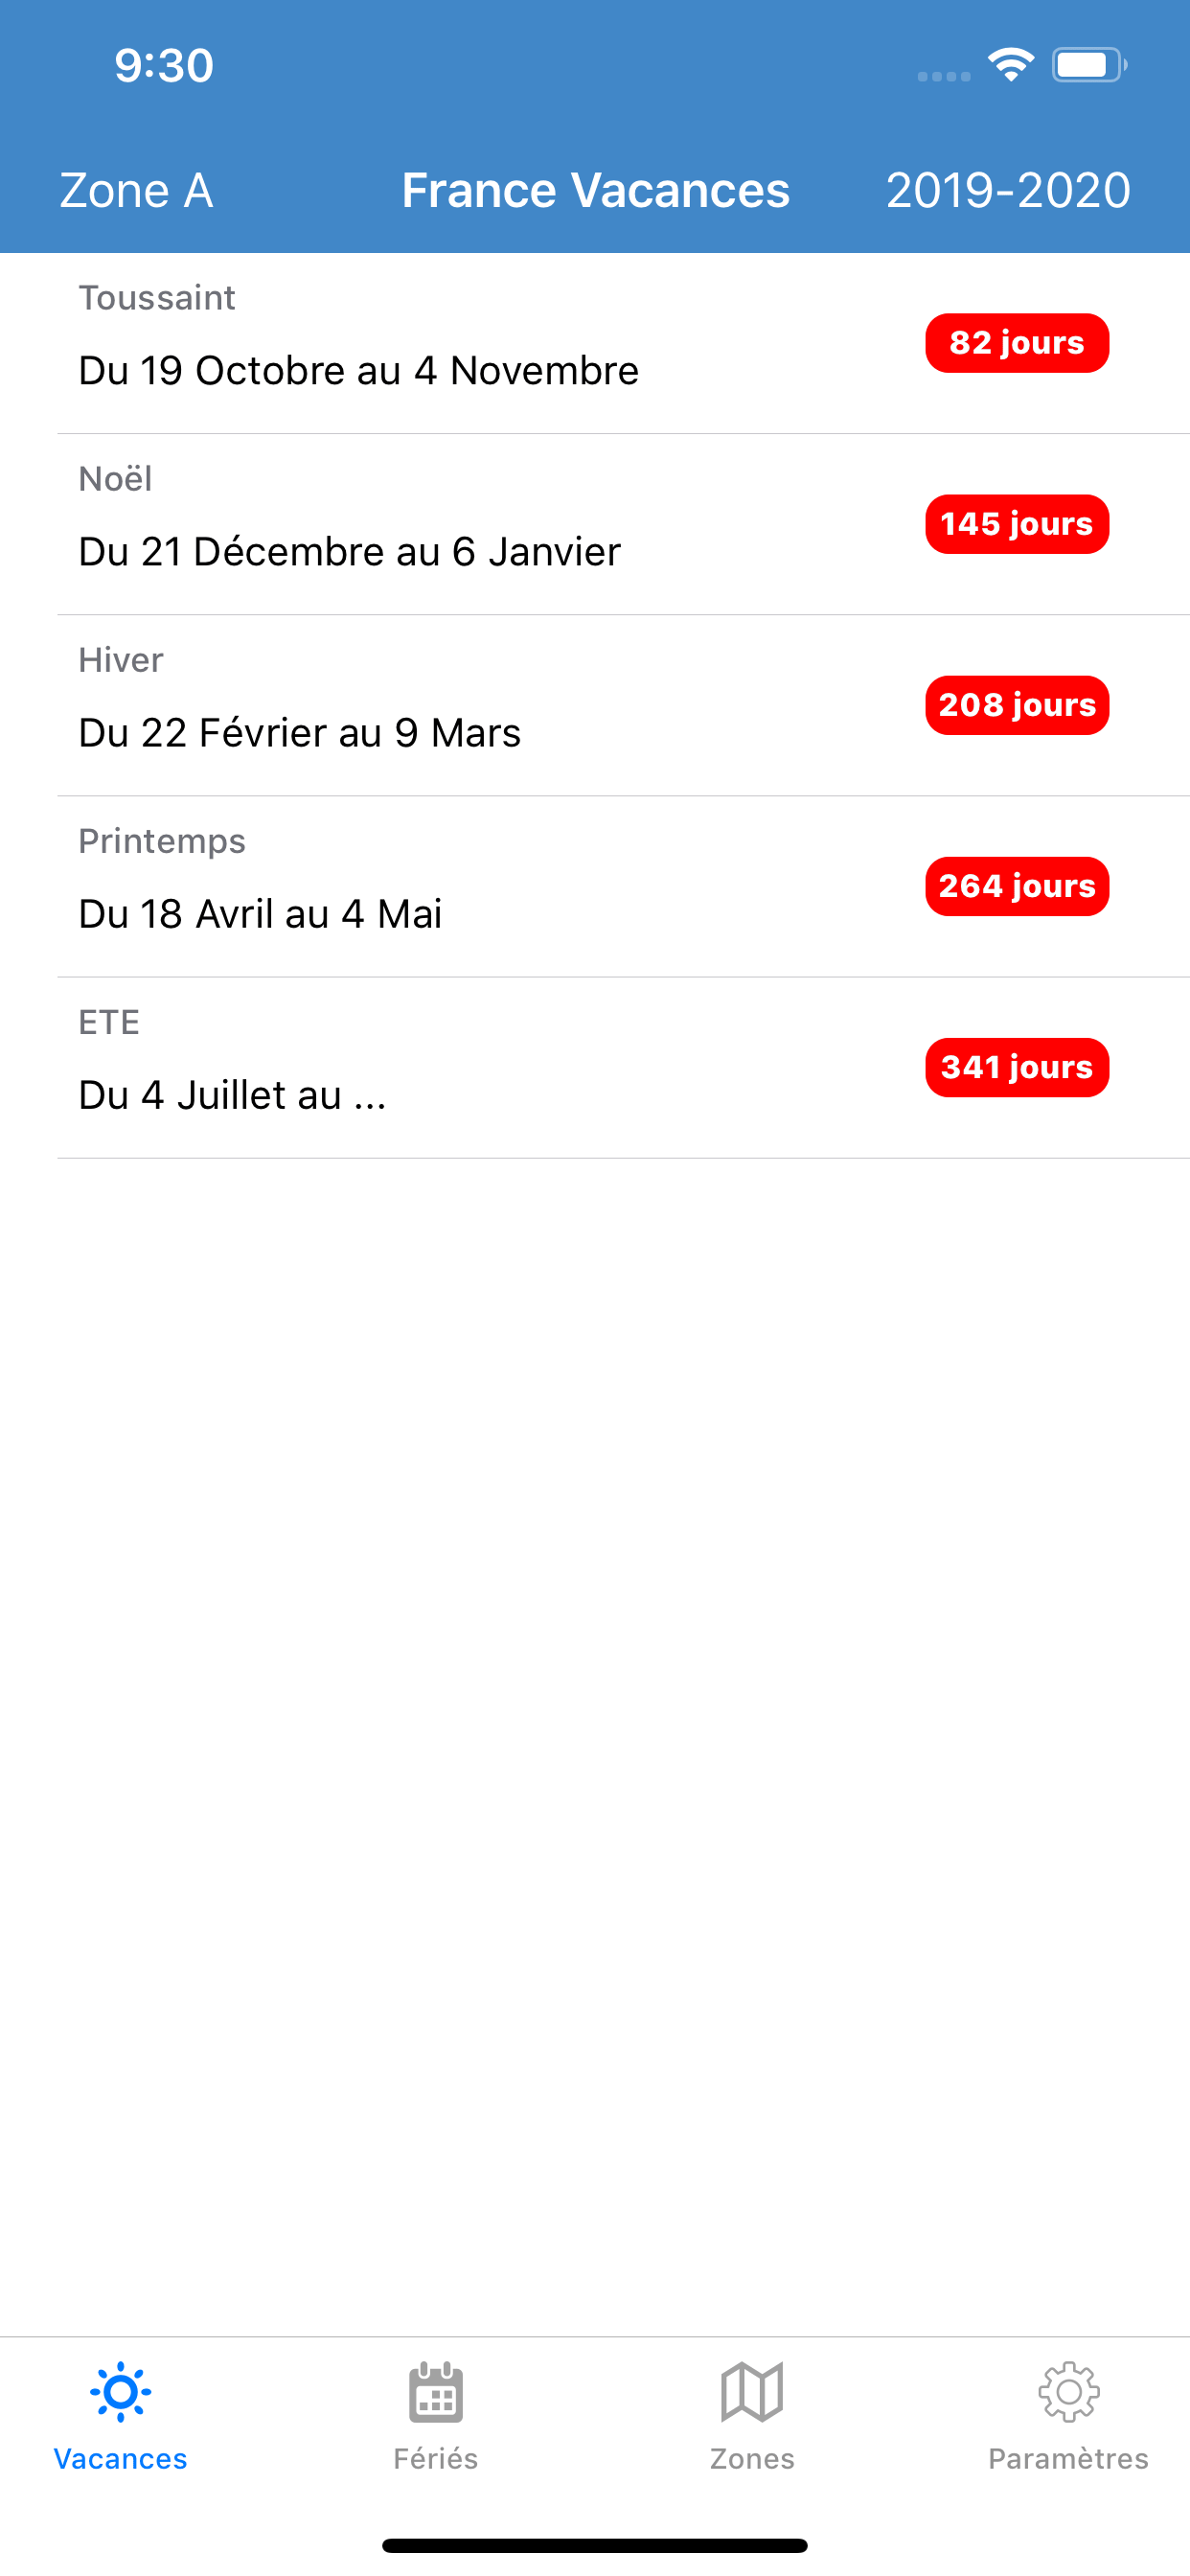 9:30
Zone A France Vacances 2019-2020
Toussaint
82 jours
Du 19 Octobre au 4 Novembre
Noël
145 jours
Du 21 Décembre au 6 Janvier
Hiver
208 jours
Du 22 Février au 9 Mars
Printemps
264 jours
Du 18 Avril au 4 Mai
ETE
341 jours
Du 4 Juillet au ...
Vacances Fériés Zones Paramètres